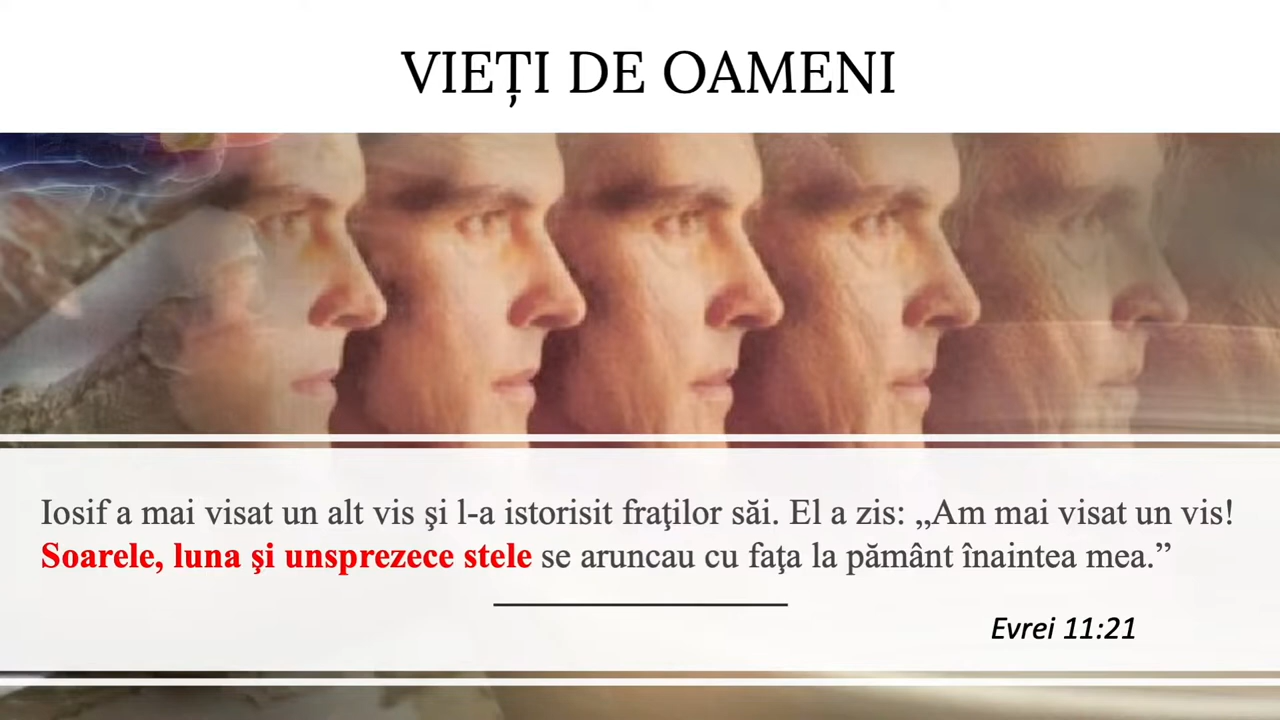 VIEȚI DE OAMENI
Iosif a mai visat un alt vis şi l-a istorisit fraţilor săi. El a zis: „Am mai visat un vis!
Soarele, luna şi unsprezece stele se aruncau cu faţa la pământ înaintea mea.”
Evrei 11:21